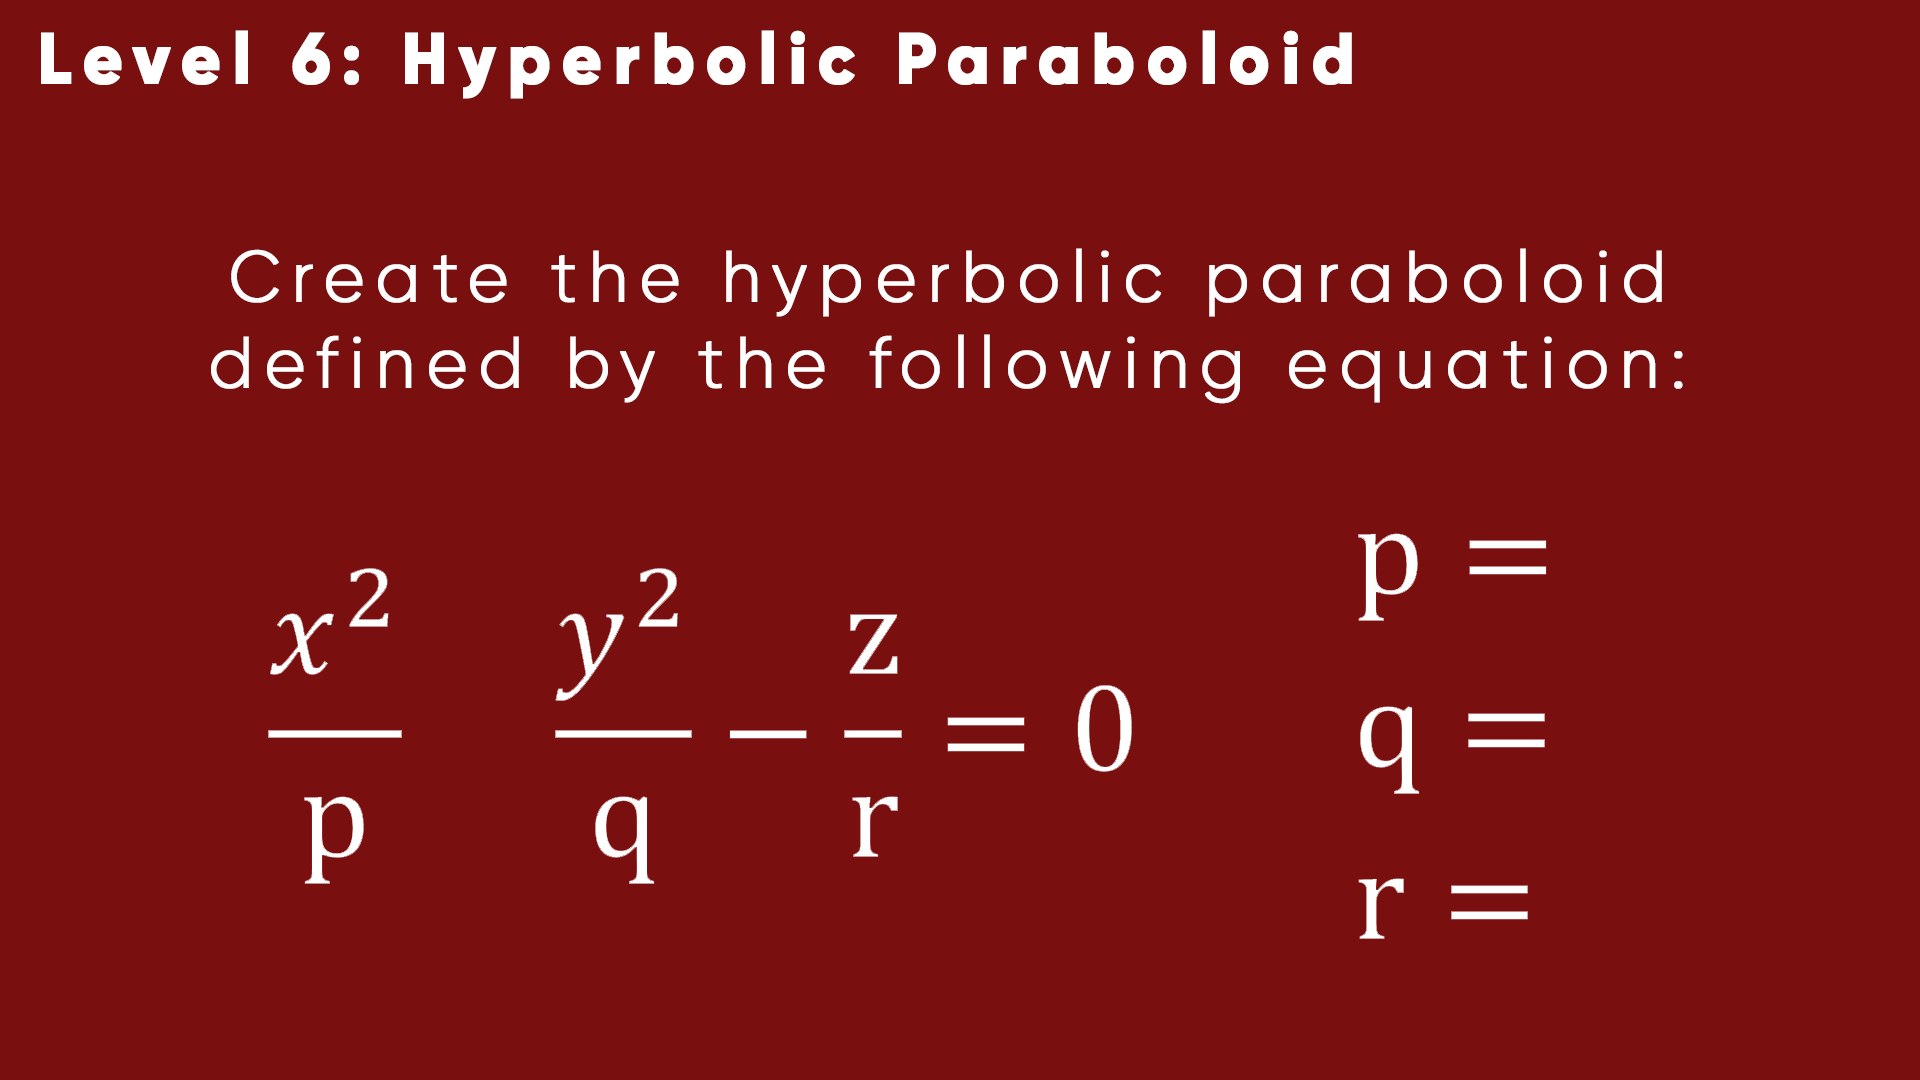 Level 6: Hyperbolic Paraboloid
Create the hyperbolic paraboloid
defined by the following equation:
x²/p y²/q − z/r = 0
p =
q =
r =